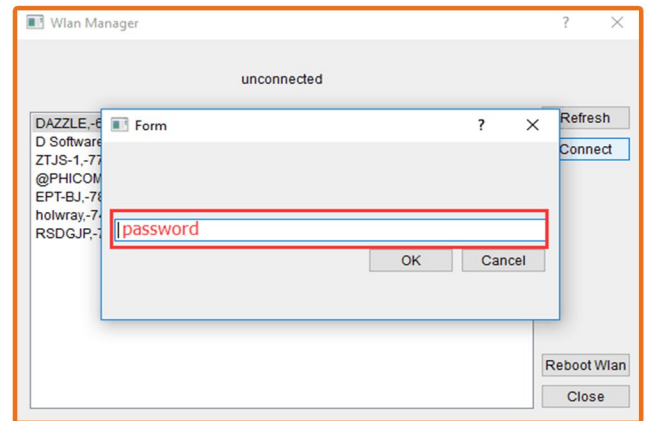 Wlan Manager ? ×
unconnected
Refresh
Connect
DAZZLE,-6
D Software
ZTJS-1,-77
@PHICOM
EPT-BJ,-78
holwray,-74
RSDGJP,-7
Form ? ×
password
OK Cancel
Reboot Wlan
Close